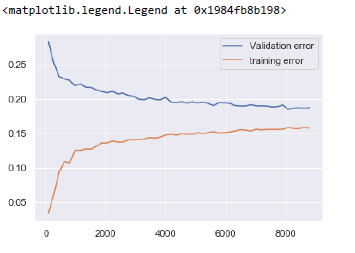 <matplotlib.legend.Legend at 0x1984fb8b198>
Validation error
training error
0.25
0.20
0.15
0.10
0.05
0 2000 4000 6000 8000